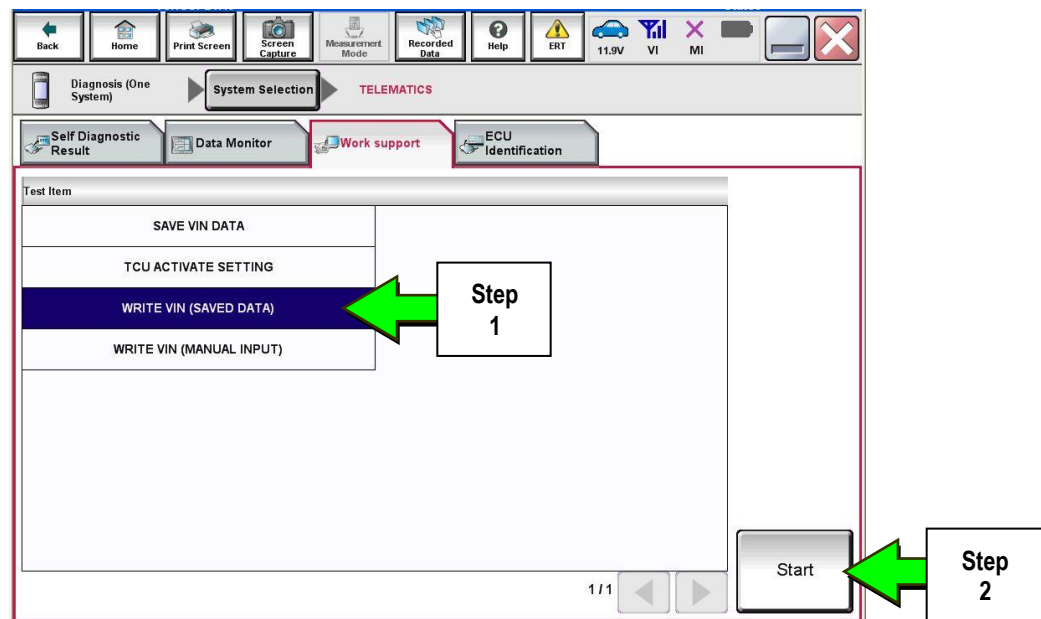 Back
Home
Print Screen
Screen
Capture
Measurement
Mode
Recorded
Data
Help
ERT
11.9V
VI
MI
Diagnosis (One
System)
System Selection
TELEMATICS
Self Diagnostic
Result
Data Monitor
Work support
ECU
Identification
Test Item
SAVE VIN DATA
TCU ACTIVATE SETTING
WRITE VIN (SAVED DATA)
WRITE VIN (MANUAL INPUT)
Step
1
Start
Step
2
1/1